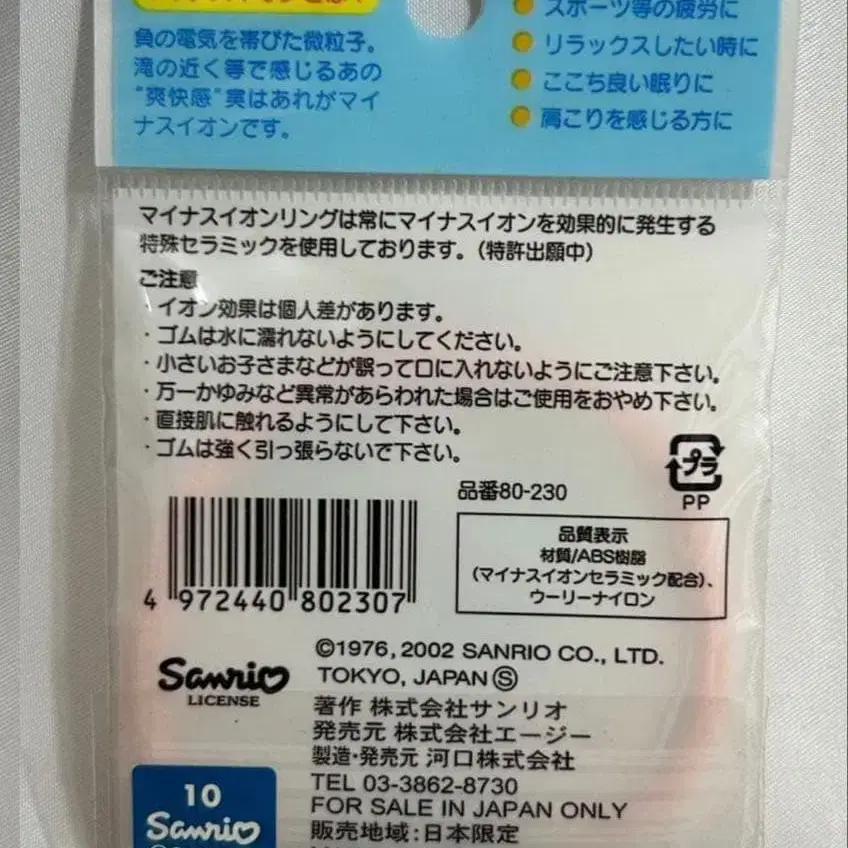 負の電気を帯びた微粒子。
滝の近く等で感じるあの
"爽快感"実はあれがマイ
ナスイオンです。
スポーツ等の疲労に
リラックスしたい時に
ここち良い眠りに
肩こりを感じる方に
マイナスイオンリングは常にマイナスイオンを効果的に発生する
特殊セラミックを使用しております。(特許出願中)
ご注意
・イオン効果は個人差があります。
・ゴムは水に濡れないようにしてください。
・小さいお子さまなどが誤って口に入れないようにご注意下さい。
・万一かゆみなど異常があらわれた場合はご使用をおやめ下さい。
・直接肌に触れるようにして下さい。
・ゴムは強く引っ張らないで下さい。
プラ
PP
品番80-230
品質表示
材質/ABS樹脂
(マイナスイオンセラミック配合)、
ウーリーナイロン
4 972440 802307
©1976, 2002 SANRIO CO., LTD.
TOKYO, JAPAN Ⓢ
Sanrio
LICENSE
著作 株式会社サンリオ
発売元 株式会社エージー
製造・発売元 河口株式会社
TEL 03-3862-8730
FOR SALE IN JAPAN ONLY
販売地域:日本限定
10
Sanrio